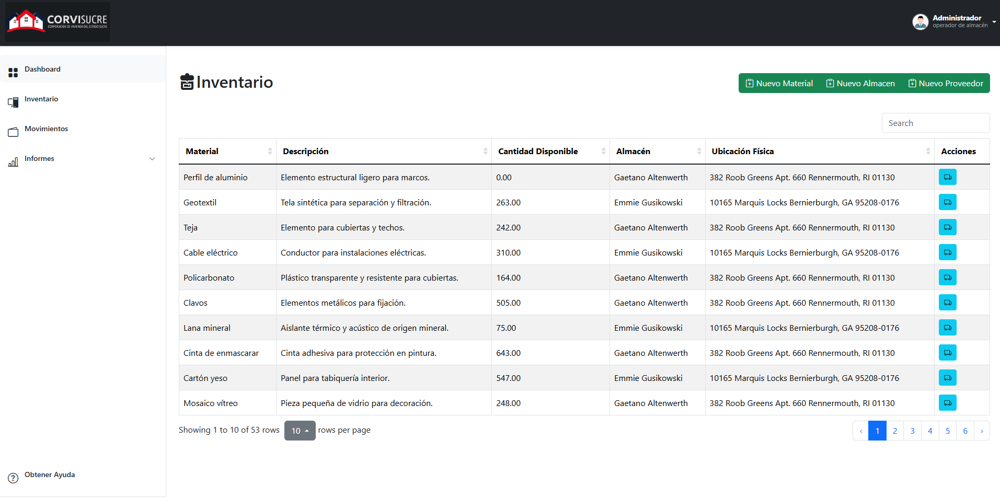 CORVISUCRE
CORPORACIÓN DE VIVIENDA DEL ESTADO SUCRE
Administrador
operador de almacén
Dashboard
Inventario
Movimientos
Informes
Obtener Ayuda
Inventario
Nuevo Material Nuevo Almacen Nuevo Proveedor
Search
Material Descripción Cantidad Disponible Almacén Ubicación Física Acciones
Perfil de aluminio Elemento estructural ligero para marcos. 0.00 Gaetano Altenwerth 382 Roob Greens Apt. 660 Rennermouth, RI 01130
Geotextil Tela sintética para separación y filtración. 263.00 Emmie Gusikowski 10165 Marquis Locks Bernierburgh, GA 95208-0176
Teja Elemento para cubiertas y techos. 242.00 Gaetano Altenwerth 382 Roob Greens Apt. 660 Rennermouth, RI 01130
Cable eléctrico Conductor para instalaciones eléctricas. 310.00 Emmie Gusikowski 10165 Marquis Locks Bernierburgh, GA 95208-0176
Policarbonato Plástico transparente y resistente para cubiertas. 164.00 Gaetano Altenwerth 382 Roob Greens Apt. 660 Rennermouth, RI 01130
Clavos Elementos metálicos para fijación. 505.00 Gaetano Altenwerth 382 Roob Greens Apt. 660 Rennermouth, RI 01130
Lana mineral Aislante térmico y acústico de origen mineral. 75.00 Emmie Gusikowski 10165 Marquis Locks Bernierburgh, GA 95208-0176
Cinta de enmascarar Cinta adhesiva para protección en pintura. 643.00 Gaetano Altenwerth 382 Roob Greens Apt. 660 Rennermouth, RI 01130
Cartón yeso Panel para tabiquería interior. 547.00 Emmie Gusikowski 10165 Marquis Locks Bernierburgh, GA 95208-0176
Mosaico vítreo Pieza pequeña de vidrio para decoración. 248.00 Gaetano Altenwerth 382 Roob Greens Apt. 660 Rennermouth, RI 01130
Showing 1 to 10 of 53 rows 10 rows per page ‹ 1 2 3 4 5 6 ›